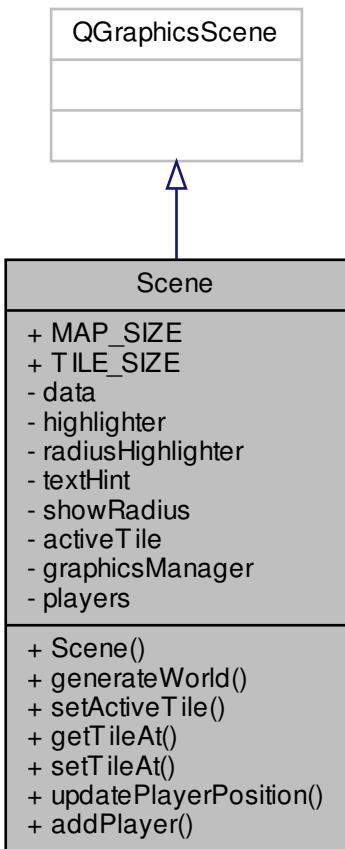 QGraphicsScene
Scene
+ MAP_SIZE
+ TILE_SIZE
- data
- highlighter
- radiusHighlighter
- textHint
- showRadius
- activeTile
- graphicsManager
- players
+ Scene()
+ generateWorld()
+ setActiveTile()
+ getTileAt()
+ setTileAt()
+ updatePlayerPosition()
+ addPlayer()